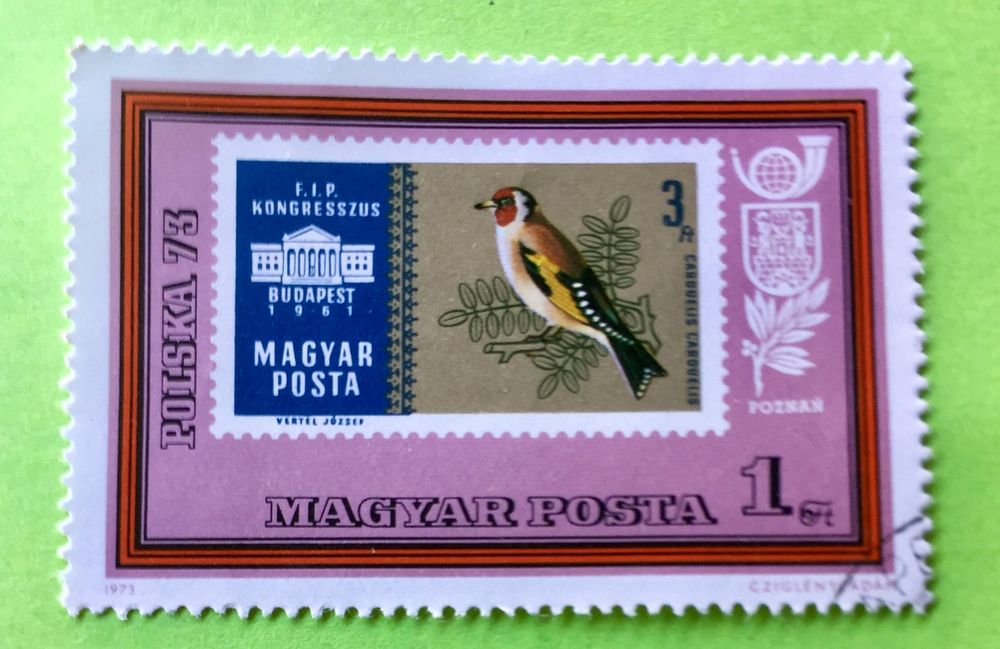 POLSKA 73
F.I.P.
KONGRESSZUS
BUDAPEST
1961
MAGYAR
POSTA
VERTÉL JÓZSEF
3 Ft
CARDUELIS CARDUELIS
POZNAŃ
MAGYAR POSTA
1 Ft
1973
CZIGLÉNYI ÁDÁM